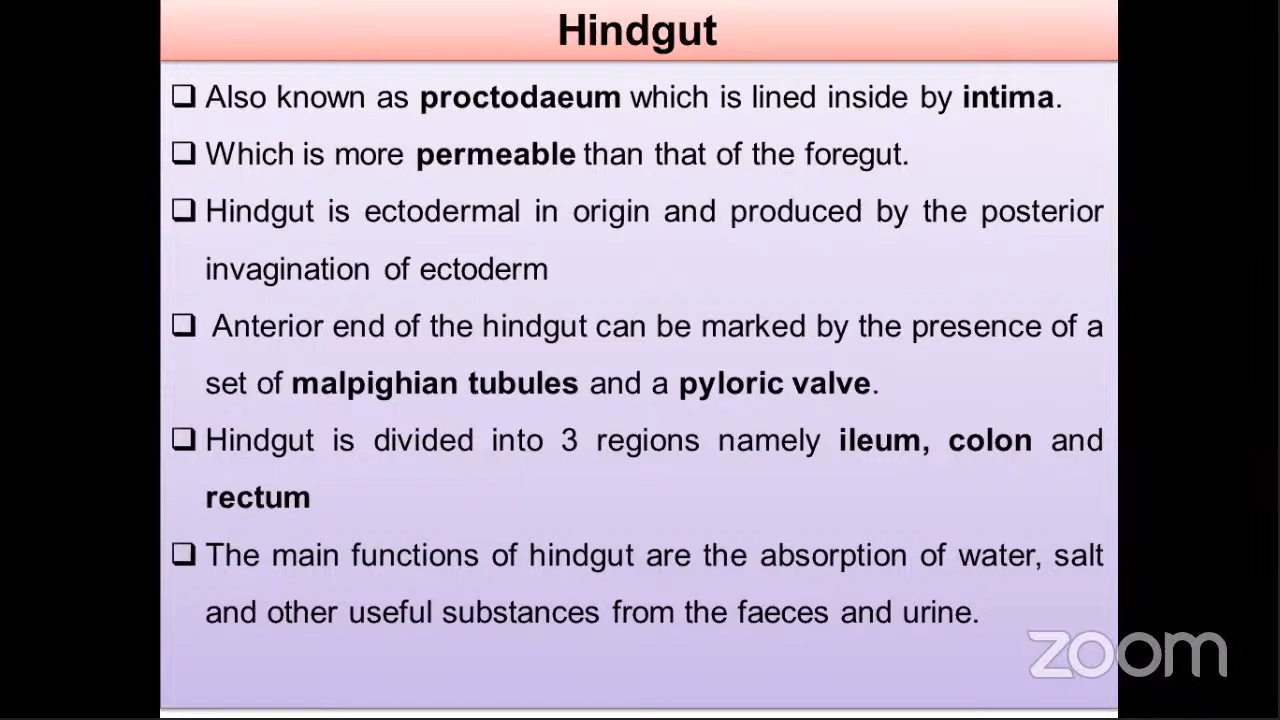 Hindgut
❑ Also known as proctodaeum which is lined inside by intima.
❑ Which is more permeable than that of the foregut.
❑ Hindgut is ectodermal in origin and produced by the posterior
invagination of ectoderm
❑ Anterior end of the hindgut can be marked by the presence of a
set of malpighian tubules and a pyloric valve.
❑ Hindgut is divided into 3 regions namely ileum, colon and
rectum
❑ The main functions of hindgut are the absorption of water, salt
and other useful substances from the faeces and urine.
zoom